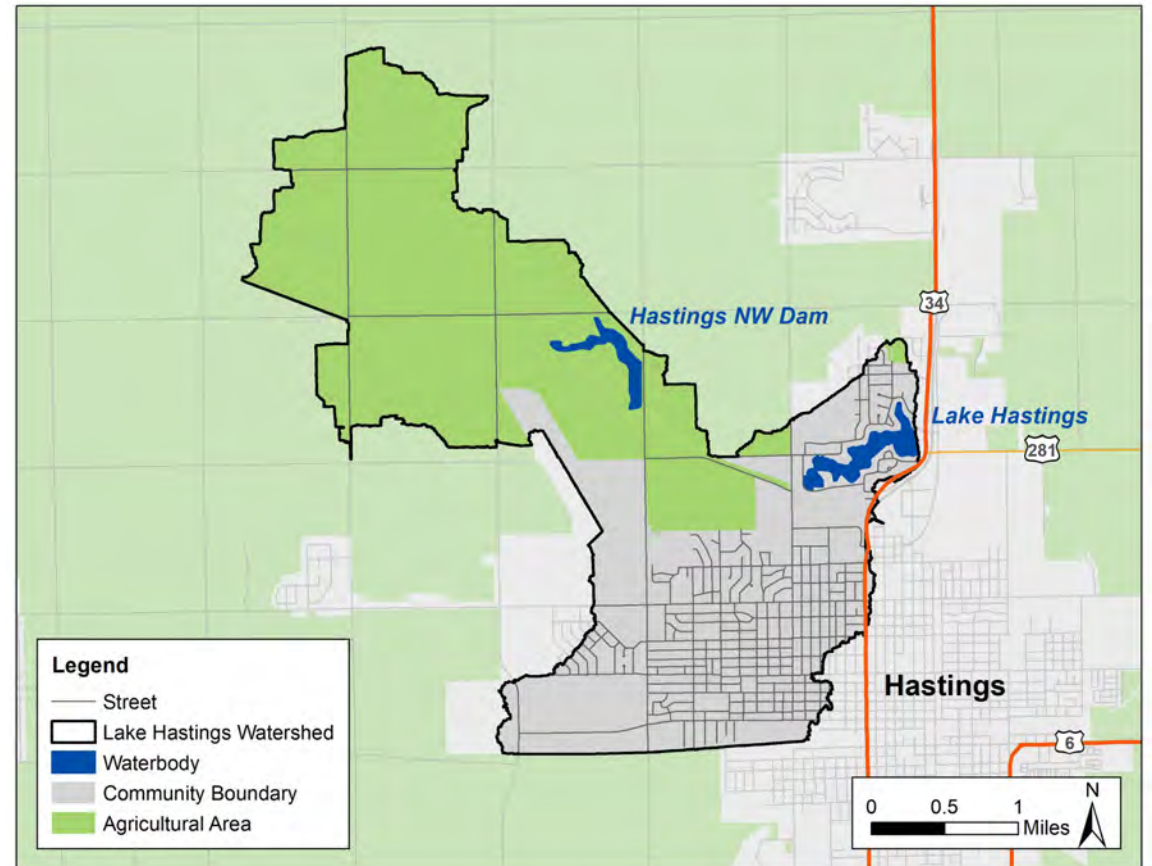 34
Hastings NW Dam
Lake Hastings
281
Hastings
6
Legend
Street
Lake Hastings Watershed
Waterbody
Community Boundary
Agricultural Area
N
0 0.5 1
Miles